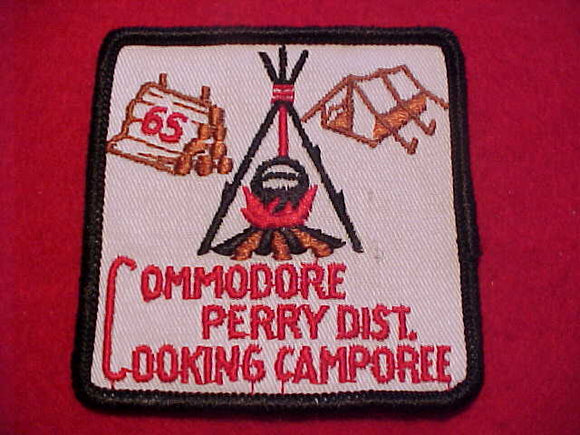 65
COMMODORE
PERRY DIST.
COOKING CAMPOREE